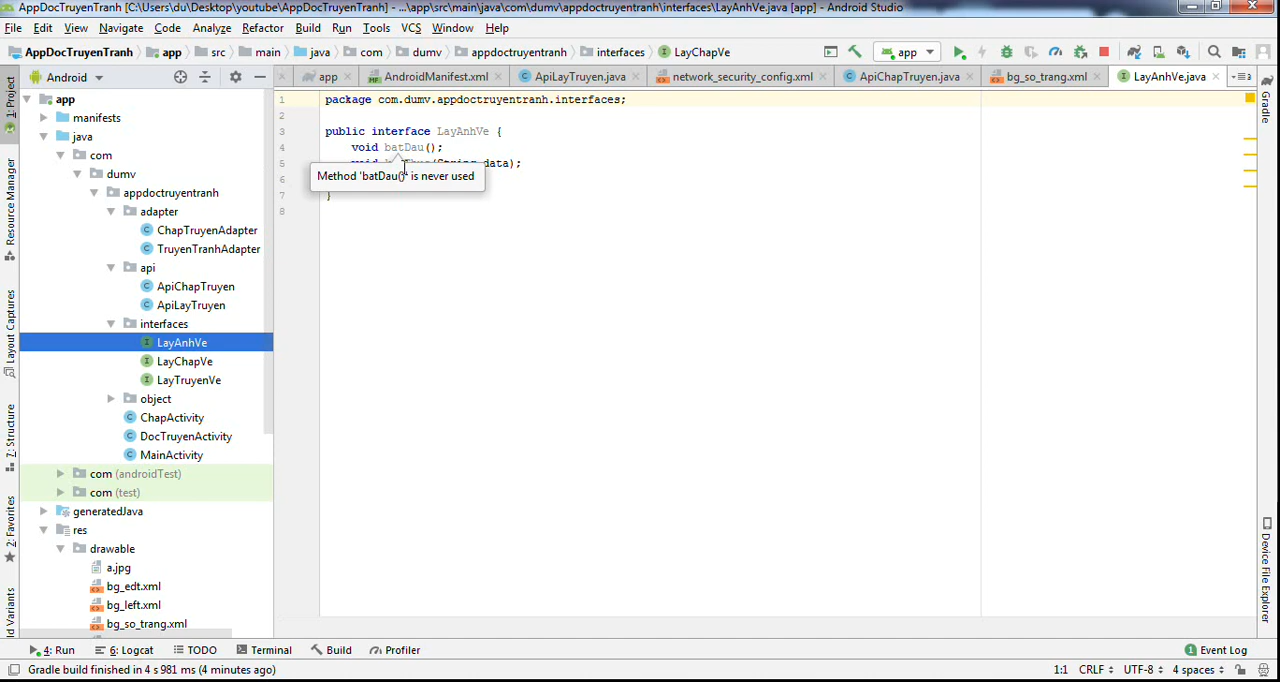 AppDocTruyenTranh [C:\Users\du\Desktop\youtube\AppDocTruyenTranh] - ...\app\src\main\java\com\dumv\appdoctruyentranh\interfaces\LayAnhVe.java [app] - Android Studio
File Edit View Navigate Code Analyze Refactor Build Run Tools VCS Window Help
AppDocTruyenTranh app src main java com dumv appdoctruyentranh interfaces LayChapVe app
Android app AndroidManifest.xml ApiLayTruyen.java network_security_config.xml ApiChapTruyen.java bg_so_trang.xml LayAnhVe.java
1: Project
Resource Manager
Layout Captures
7: Structure
2: Favorites
app
manifests
java
com
dumv
appdoctruyentranh
adapter
ChapTruyenAdapter
TruyenTranhAdapter
api
ApiChapTruyen
ApiLayTruyen
interfaces
LayAnhVe
LayChapVe
LayTruyenVe
object
ChapActivity
DocTruyenActivity
MainActivity
com (androidTest)
com (test)
generatedJava
res
drawable
a.jpg
bg_edt.xml
bg_left.xml
bg_so_trang.xml
1 package com.dumv.appdoctruyentranh.interfaces;
2
3 public interface LayAnhVe {
4 void batDau();
5 void (String data);
Method 'batDau()' is never used
6
7 }
8
Gradle
Device File Explorer
4: Run 6: Logcat TODO Terminal Build Profiler Event Log
Gradle build finished in 4 s 981 ms (4 minutes ago) 1:1 CRLF UTF-8 4 spaces